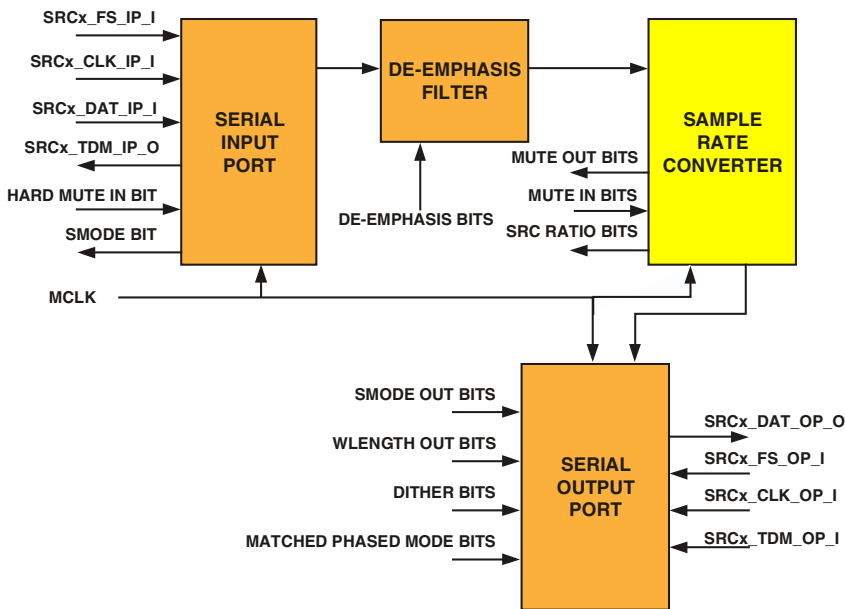 SRCx_FS_IP_I
SRCx_CLK_IP_I
SRCx_DAT_IP_I
SRCx_TDM_IP_O
HARD MUTE IN BIT
SMODE BIT
MCLK
SERIAL
INPUT
PORT
DE-EMPHASIS
FILTER
DE-EMPHASIS BITS
SAMPLE
RATE
CONVERTER
MUTE OUT BITS
MUTE IN BITS
SRC RATIO BITS
SMODE OUT BITS
WLENGTH OUT BITS
DITHER BITS
MATCHED PHASED MODE BITS
SERIAL
OUTPUT
PORT
SRCx_DAT_OP_O
SRCx_FS_OP_I
SRCx_CLK_OP_I
SRCx_TDM_OP_I